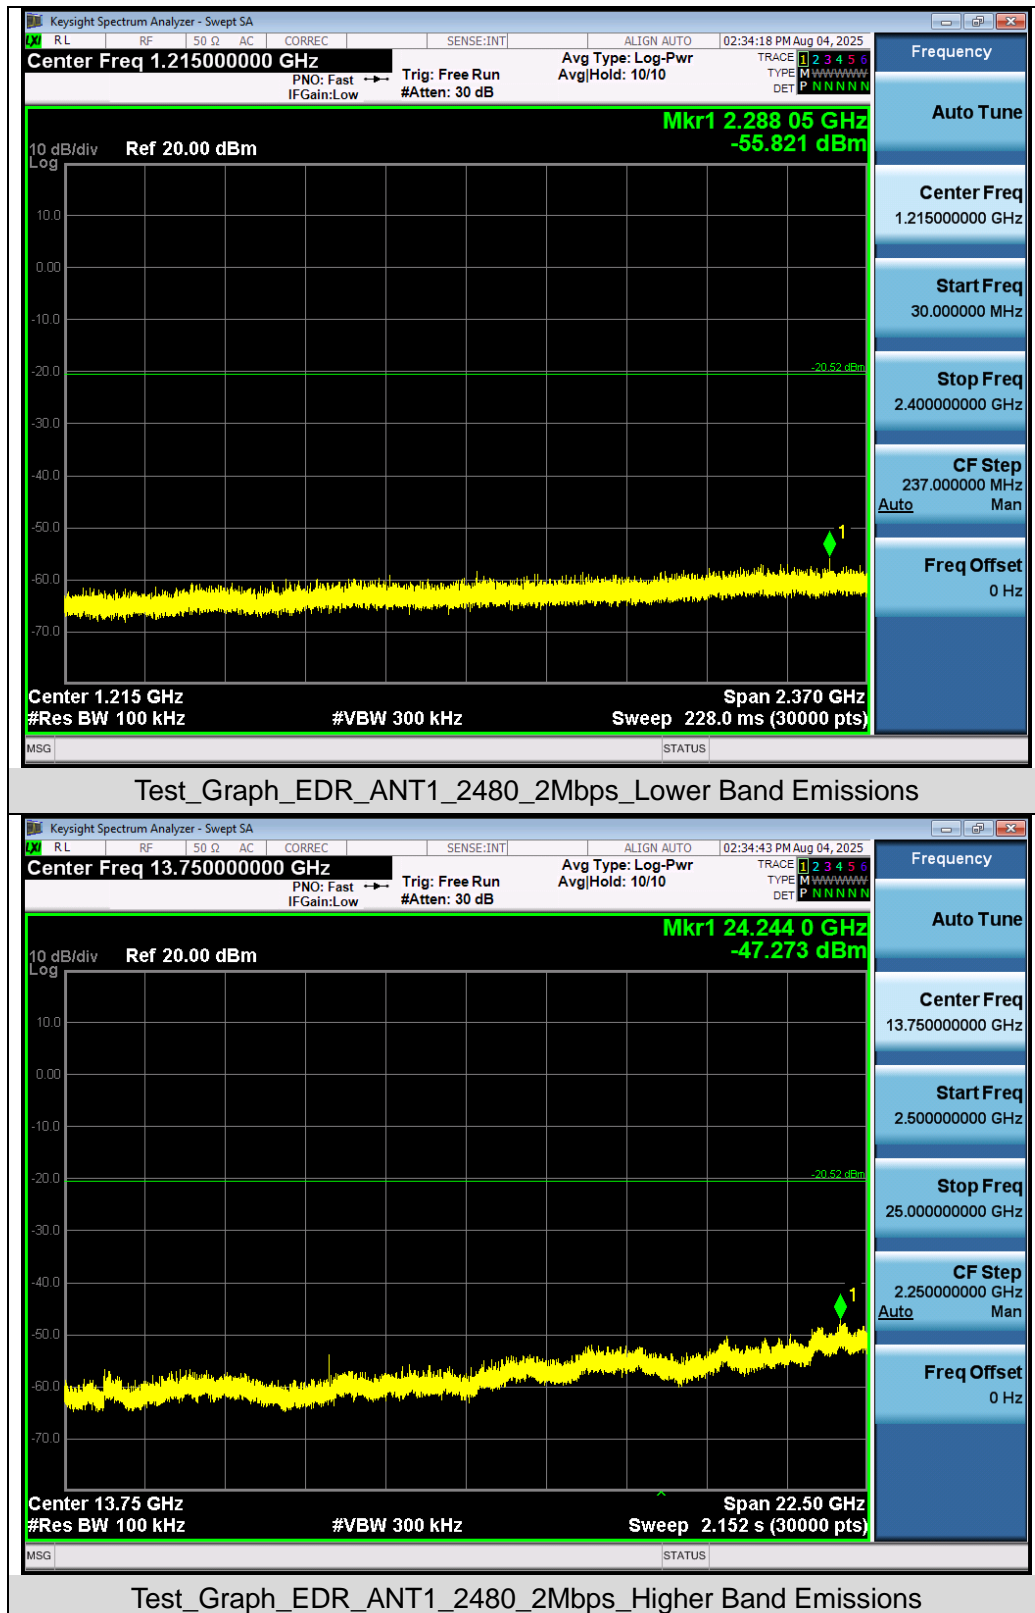 Keysight Spectrum Analyzer - Swept SA
LXI RL RF 50 Ω AC CORREC SENSE:INT ALIGN AUTO 02:34:18 PM Aug 04, 2025
Center Freq 1.215000000 GHz
PNO: Fast
IFGain:Low
Trig: Free Run
#Atten: 30 dB
Avg Type: Log-Pwr
Avg|Hold: 10/10
TRACE 1 2 3 4 5 6
TYPE M WWWWW
DET P N N N N N
Mkr1 2.288 05 GHz
-55.821 dBm
10 dB/div Ref 20.00 dBm
Log
10.0
0.00
-10.0
-20.0
-20.52 dBm
-30.0
-40.0
-50.0
1
-60.0
-70.0
Center 1.215 GHz Span 2.370 GHz
#Res BW 100 kHz #VBW 300 kHz Sweep 228.0 ms (30000 pts)
MSG STATUS
Frequency
Auto Tune
Center Freq
1.215000000 GHz
Start Freq
30.000000 MHz
Stop Freq
2.400000000 GHz
CF Step
237.000000 MHz
Auto Man
Freq Offset
0 Hz
Test_Graph_EDR_ANT1_2480_2Mbps_Lower Band Emissions
Keysight Spectrum Analyzer - Swept SA
LXI RL RF 50 Ω AC CORREC SENSE:INT ALIGN AUTO 02:34:43 PM Aug 04, 2025
Center Freq 13.750000000 GHz
PNO: Fast
IFGain:Low
Trig: Free Run
#Atten: 30 dB
Avg Type: Log-Pwr
Avg|Hold: 10/10
TRACE 1 2 3 4 5 6
TYPE M WWWWW
DET P N N N N N
Mkr1 24.244 0 GHz
-47.273 dBm
10 dB/div Ref 20.00 dBm
Log
10.0
0.00
-10.0
-20.0
-20.52 dBm
-30.0
-40.0
1
-50.0
-60.0
-70.0
Center 13.75 GHz Span 22.50 GHz
#Res BW 100 kHz #VBW 300 kHz Sweep 2.152 s (30000 pts)
MSG STATUS
Frequency
Auto Tune
Center Freq
13.750000000 GHz
Start Freq
2.500000000 GHz
Stop Freq
25.000000000 GHz
CF Step
2.250000000 GHz
Auto Man
Freq Offset
0 Hz
Test_Graph_EDR_ANT1_2480_2Mbps_Higher Band Emissions